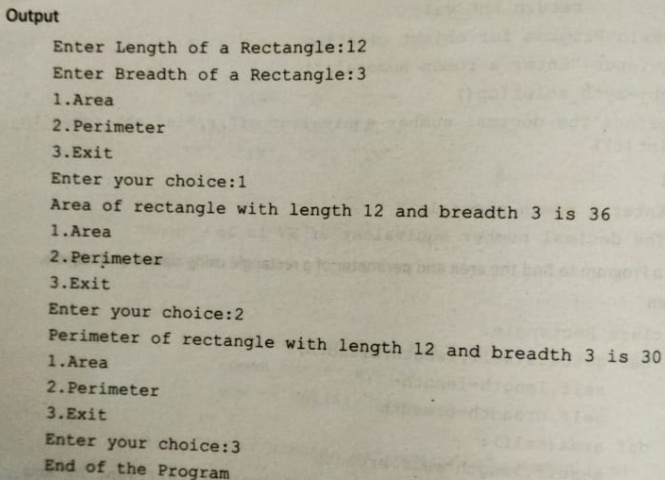 Output
Enter Length of a Rectangle:12
Enter Breadth of a Rectangle:3
1.Area
2.Perimeter
3.Exit
Enter your choice:1
Area of rectangle with length 12 and breadth 3 is 36
1.Area
2.Perimeter
3.Exit
Enter your choice:2
Perimeter of rectangle with length 12 and breadth 3 is 30
1.Area
2.Perimeter
3.Exit
Enter your choice:3
End of the Program